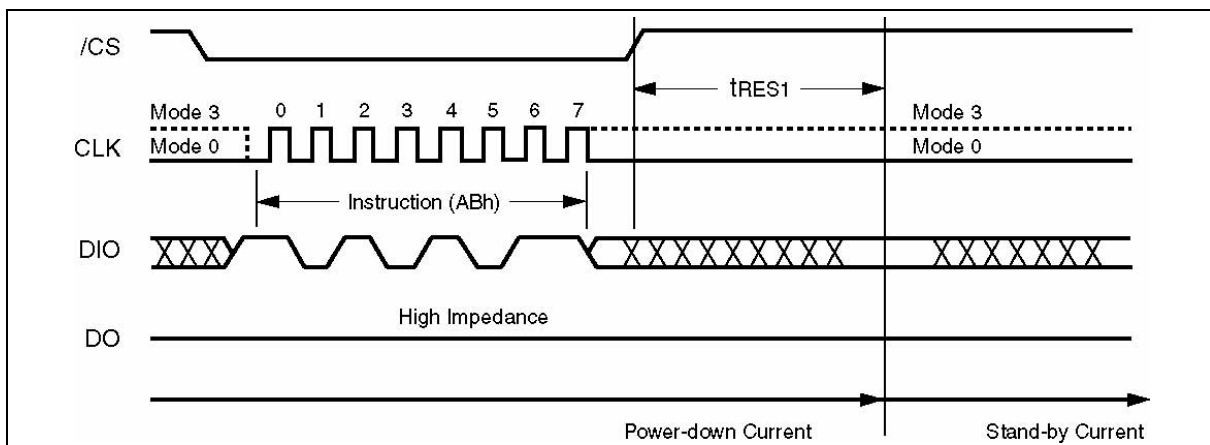 /CS
tRES1
Mode 3
0 1 2 3 4 5 6 7
Mode 3
CLK
Mode 0
Mode 0
Instruction (ABh)
DIO
High Impedance
DO
Power-down Current
Stand-by Current